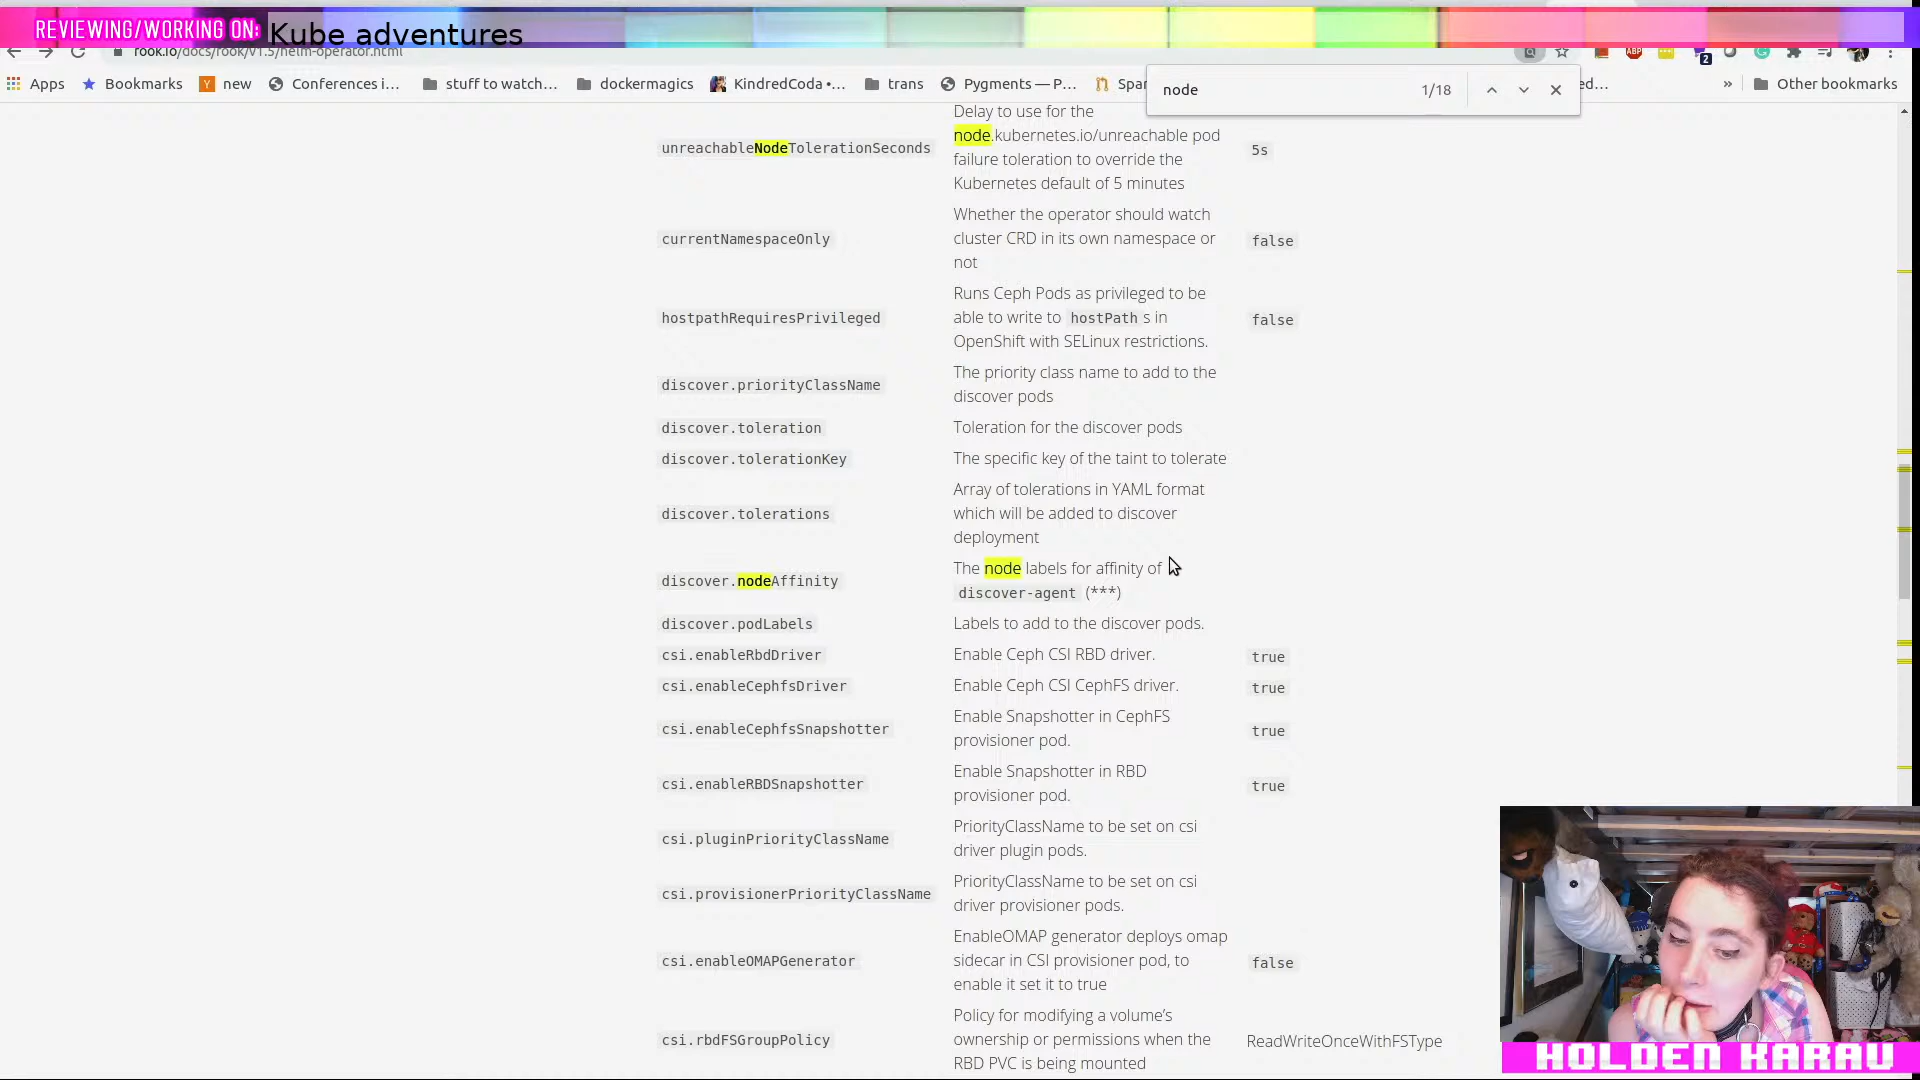 REVIEWING/WORKING ON: Kube adventures
rook.io/docs/rook/v1.5/helm-operator.html
2
Apps Bookmarks new Conferences i… stuff to watch… dockermagics KindredCoda •… trans Pygments — P… Spar ed… » Other bookmarks
node 1/18
Delay to use for the
unreachableNodeTolerationSeconds node.kubernetes.io/unreachable pod 5s
failure toleration to override the
Kubernetes default of 5 minutes
Whether the operator should watch
currentNamespaceOnly cluster CRD in its own namespace or false
not
Runs Ceph Pods as privileged to be
hostpathRequiresPrivileged able to write to hostPath s in false
OpenShift with SELinux restrictions.
discover.priorityClassName The priority class name to add to the
discover pods
discover.toleration Toleration for the discover pods
discover.tolerationKey The specific key of the taint to tolerate
Array of tolerations in YAML format
discover.tolerations which will be added to discover
deployment
discover.nodeAffinity The node labels for affinity of
discover-agent (***)
discover.podLabels Labels to add to the discover pods.
csi.enableRbdDriver Enable Ceph CSI RBD driver. true
csi.enableCephfsDriver Enable Ceph CSI CephFS driver. true
csi.enableCephfsSnapshotter Enable Snapshotter in CephFS true
provisioner pod.
csi.enableRBDSnapshotter Enable Snapshotter in RBD true
provisioner pod.
csi.pluginPriorityClassName PriorityClassName to be set on csi
driver plugin pods.
csi.provisionerPriorityClassName PriorityClassName to be set on csi
driver provisioner pods.
EnableOMAP generator deploys omap
csi.enableOMAPGenerator sidecar in CSI provisioner pod, to false
enable it set it to true
Policy for modifying a volume's
csi.rbdFSGroupPolicy ownership or permissions when the ReadWriteOnceWithFSType
RBD PVC is being mounted
HOLDEN KARAU